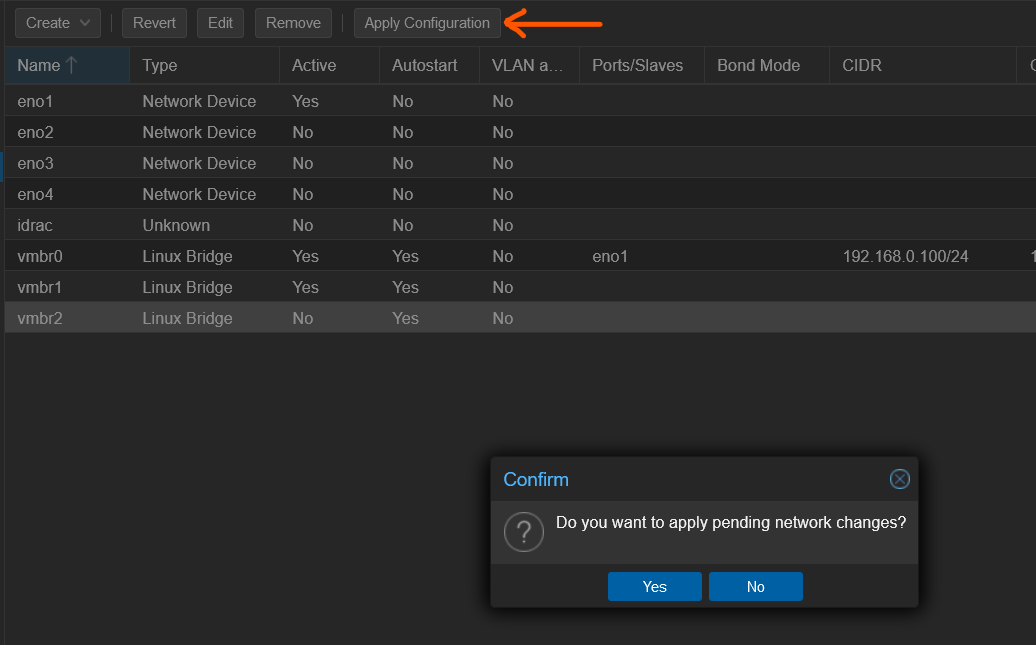 Create Revert Edit Remove Apply Configuration
Name Type Active Autostart VLAN a... Ports/Slaves Bond Mode CIDR
eno1 Network Device Yes No No
eno2 Network Device No No No
eno3 Network Device No No No
eno4 Network Device No No No
idrac Unknown No No No
vmbr0 Linux Bridge Yes Yes No eno1 192.168.0.100/24
vmbr1 Linux Bridge Yes Yes No
vmbr2 Linux Bridge No Yes No
Confirm
Do you want to apply pending network changes?
Yes No